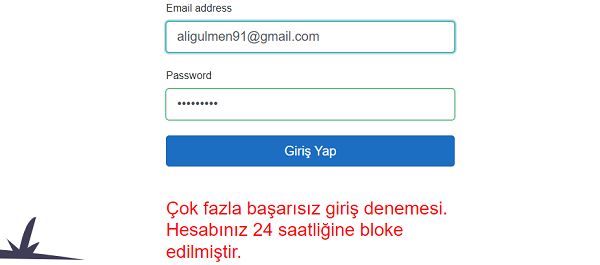 Email address
aligulmen91@gmail.com
Password
•••••••••
Giriş Yap
Çok fazla başarısız giriş denemesi.
Hesabınız 24 saatliğine bloke
edilmiştir.